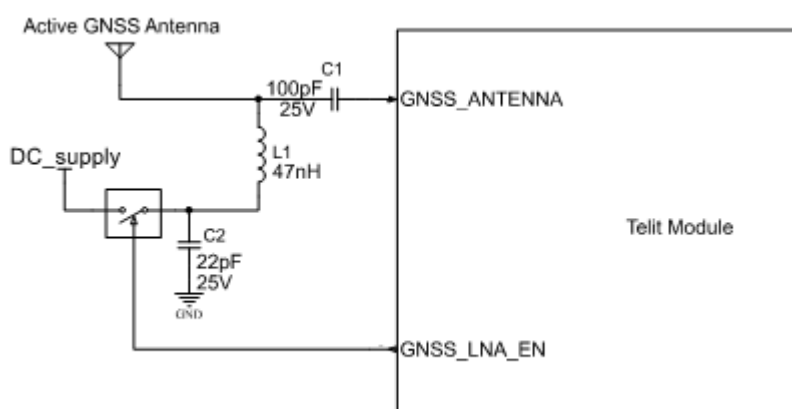 Active GNSS Antenna
C1
100pF
25V
GNSS_ANTENNA
L1
47nH
DC_supply
C2
22pF
25V
GND
Telit Module
GNSS_LNA_EN